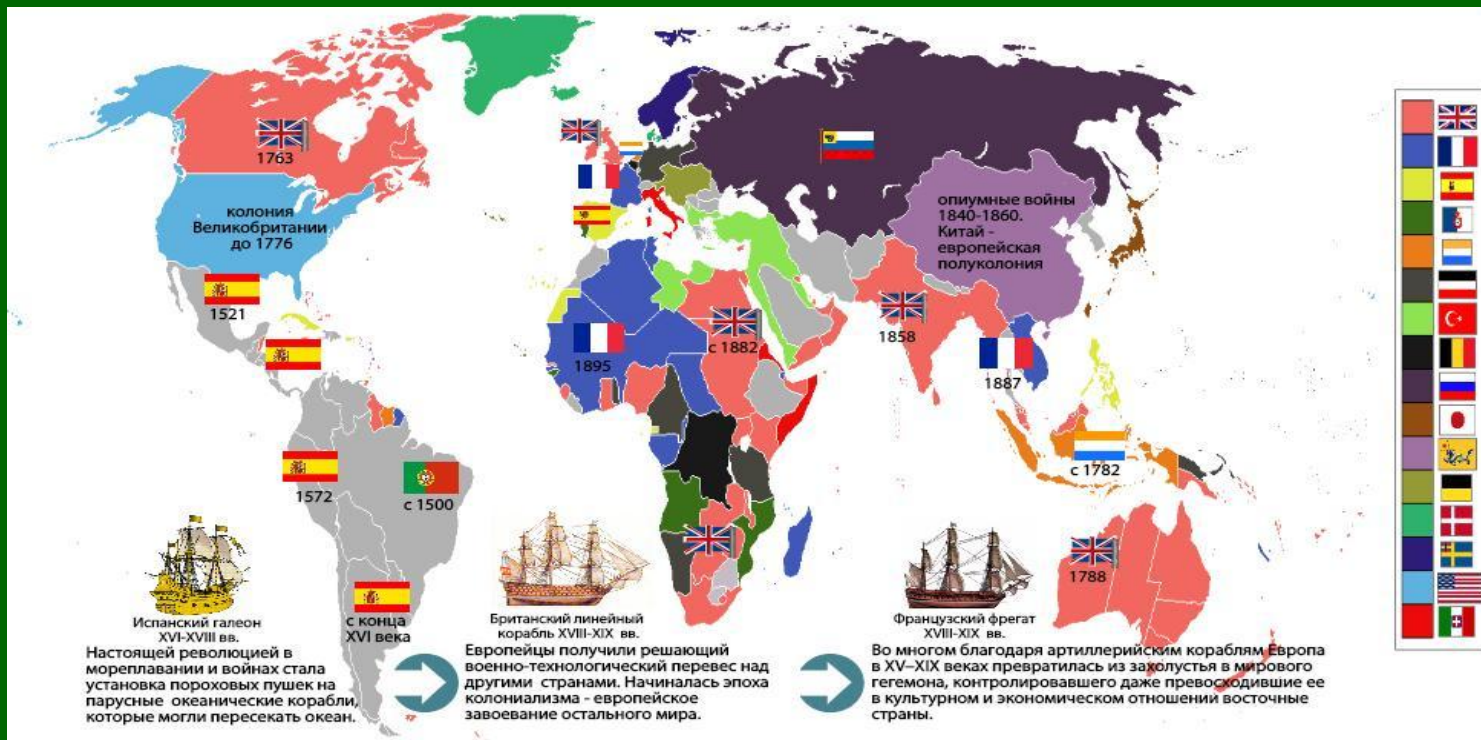 1763
колония
Великобритании
до 1776
1521
1572
с 1500
с конца
XVI века
1895
с 1882
1858
1887
опиумные войны
1840-1860.
Китай -
европейская
полуколония
с 1782
1788
Испанский галеон
XVI-XVIII вв.
Настоящей революцией в
мореплавании и войнах стала
установка пороховых пушек на
парусные океанические корабли,
которые могли пересекать океан.
Британский линейный
корабль XVIII-XIX вв.
Европейцы получили решающий
военно-технологический перевес над
другими странами. Начиналась эпоха
колониализма - европейское
завоевание остального мира.
Французский фрегат
XVIII-XIX вв.
Во многом благодаря артиллерийским кораблям Европа
в XV–XIX веках превратилась из захолустья в мирового
гегемона, контролировавшего даже превосходившие ее
в культурном и экономическом отношении восточные
страны.